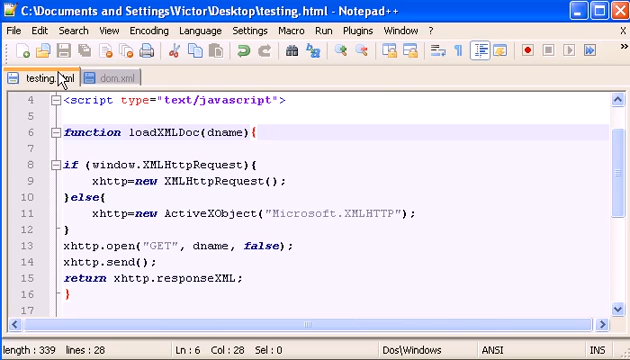 C:\Documents and Settings\Victor\Desktop\testing.html - Notepad++
File Edit Search View Encoding Language Settings Macro Run Plugins Window ? X
testing.html dom.xml
4 <script type="text/javascript">
5
6 function loadXMLDoc(dname){
7
8 if (window.XMLHttpRequest){
9 xhttp=new XMLHttpRequest();
10 }else{
11 xhttp=new ActiveXObject("Microsoft.XMLHTTP");
12 }
13 xhttp.open("GET", dname, false);
14 xhttp.send();
15 return xhttp.responseXML;
16 }
17
length : 339 lines : 28 Ln : 6 Col : 28 Sel : 0 Dos\Windows ANSI INS